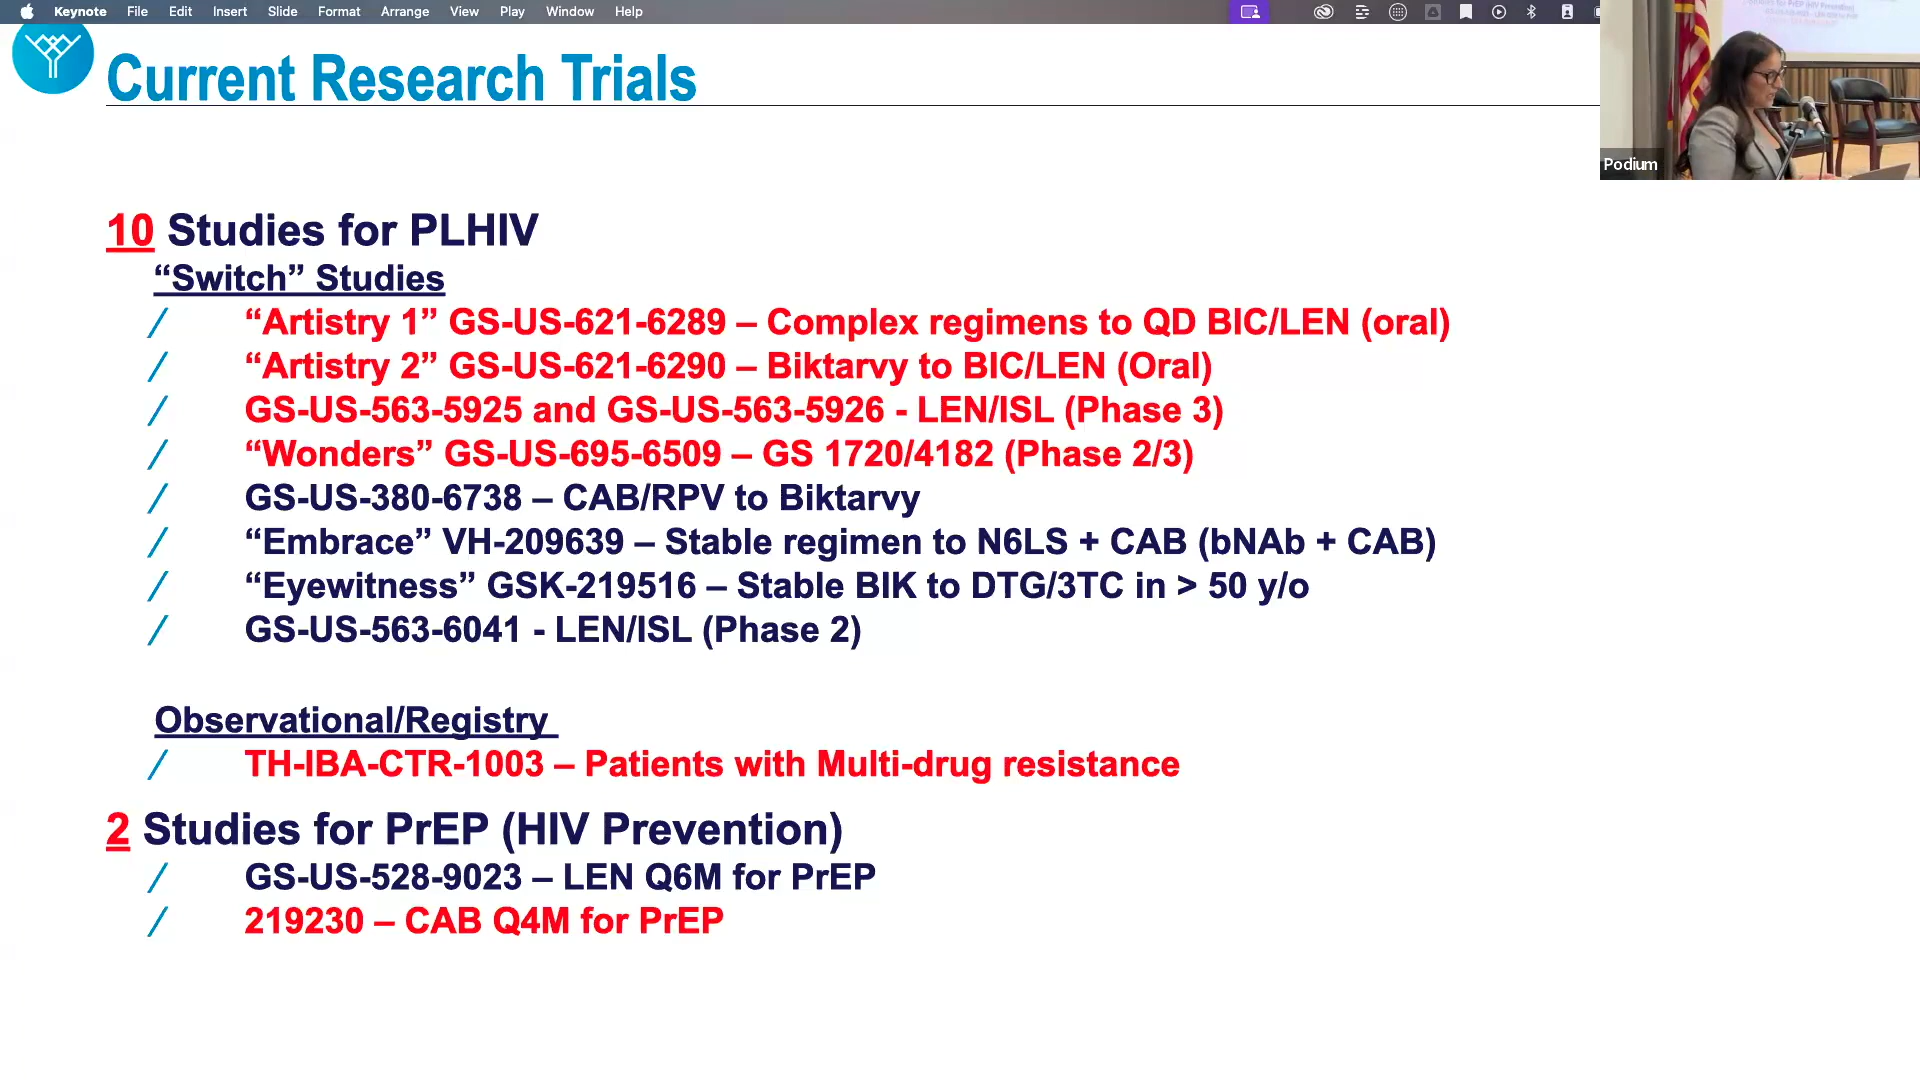 Keynote File Edit Insert Slide Format Arrange View Play Window Help
Current Research Trials
Podium
10 Studies for PLHIV
“Switch” Studies
“Artistry 1” GS-US-621-6289 – Complex regimens to QD BIC/LEN (oral)
“Artistry 2” GS-US-621-6290 – Biktarvy to BIC/LEN (Oral)
GS-US-563-5925 and GS-US-563-5926 - LEN/ISL (Phase 3)
“Wonders” GS-US-695-6509 – GS 1720/4182 (Phase 2/3)
GS-US-380-6738 – CAB/RPV to Biktarvy
“Embrace” VH-209639 – Stable regimen to N6LS + CAB (bNAb + CAB)
“Eyewitness” GSK-219516 – Stable BIK to DTG/3TC in > 50 y/o
GS-US-563-6041 - LEN/ISL (Phase 2)
Observational/Registry
TH-IBA-CTR-1003 – Patients with Multi-drug resistance
2 Studies for PrEP (HIV Prevention)
GS-US-528-9023 – LEN Q6M for PrEP
219230 – CAB Q4M for PrEP